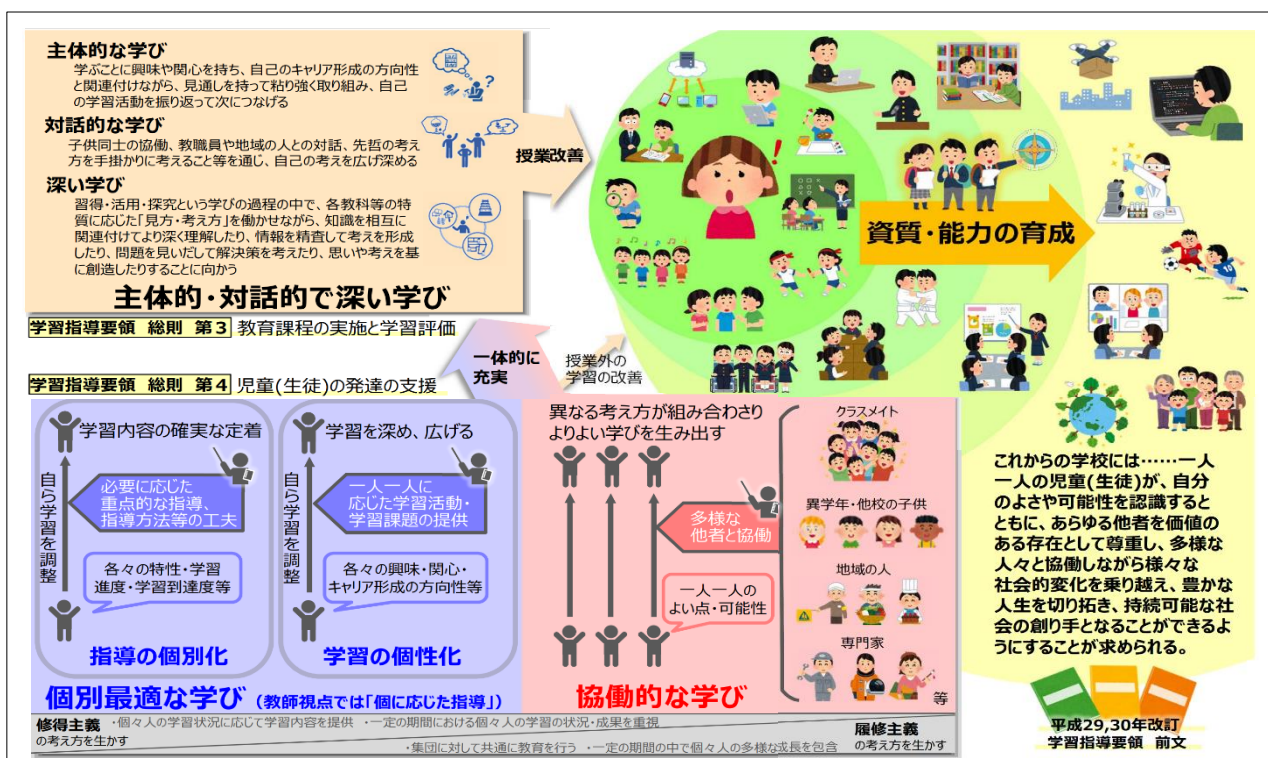 主体的な学び
学ぶことに興味や関心を持ち、自己のキャリア形成の方向性
と関連付けながら、見通しを持って粘り強く取り組み、自己
の学習活動を振り返って次につなげる
対話的な学び
子供同士の協働、教職員や地域の人との対話、先哲の考え
方を手掛かりに考えること等を通じ、自己の考えを広げ深める
深い学び
習得・活用・探究という学びの過程の中で、各教科等の特
質に応じた「見方・考え方」を働かせながら、知識を相互に
関連付けてより深く理解したり、情報を精査して考えを形成
したり、問題を見いだして解決策を考えたり、思いや考えを基
に創造したりすることに向かう
主体的・対話的で深い学び
授業改善
資質・能力の育成
学習指導要領 総則 第3 教育課程の実施と学習評価
一体的に
充実
授業外の
学習の改善
学習指導要領 総則 第4 児童(生徒)の発達の支援
学習内容の確実な定着
自ら学習を調整
必要に応じた
重点的な指導、
指導方法等の工夫
各々の特性・学習
進度・学習到達度等
指導の個別化
学習を深め、広げる
自ら学習を調整
一人一人に
応じた学習活動・
学習課題の提供
各々の興味・関心・
キャリア形成の方向性等
学習の個性化
個別最適な学び (教師視点では「個に応じた指導」)
異なる考え方が組み合わさり
よりよい学びを生み出す
多様な
他者と協働
一人一人の
よい点・可能性
協働的な学び
クラスメイト
異学年・他校の子供
地域の人
専門家
等
修得主義
の考え方を生かす
・個々人の学習状況に応じて学習内容を提供 ・一定の期間における個々人の学習の状況・成果を重視
・集団に対して共通に教育を行う ・一定の期間の中で個々人の多様な成長を包含
履修主義
の考え方を生かす
これからの学校には……一人
一人の児童(生徒)が、自分
のよさや可能性を認識すると
ともに、あらゆる他者を価値の
ある存在として尊重し、多様な
人々と協働しながら様々な
社会的変化を乗り越え、豊かな
人生を切り拓き、持続可能な社
会の創り手となることができるよ
うにすることが求められる。
平成29,30年改訂
学習指導要領 前文